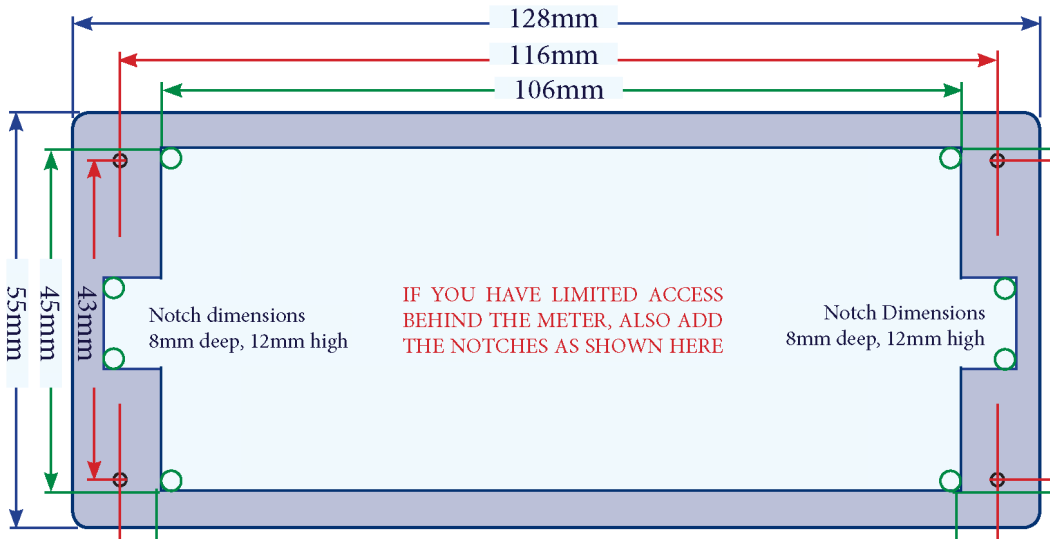 128mm
116mm
106mm
55mm
45mm
43mm
Notch dimensions
8mm deep, 12mm high
IF YOU HAVE LIMITED ACCESS
BEHIND THE METER, ALSO ADD
THE NOTCHES AS SHOWN HERE
Notch Dimensions
8mm deep, 12mm high